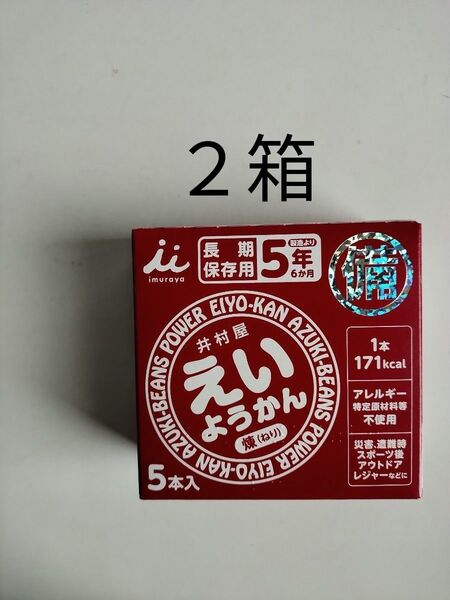 2箱
imuraya
長期
保存用
5年
製造より
6か月
備
AZUKI-BEANS POWER EIYO-KAN AZUKI-BEANS POWER EIYO-KAN
井村屋
えい
ようかん
煉(ねり)
5本入
1本
171kcal
アレルギー
特定原材料等
不使用
災害、遭難時
スポーツ後
アウトドア
レジャーなどに